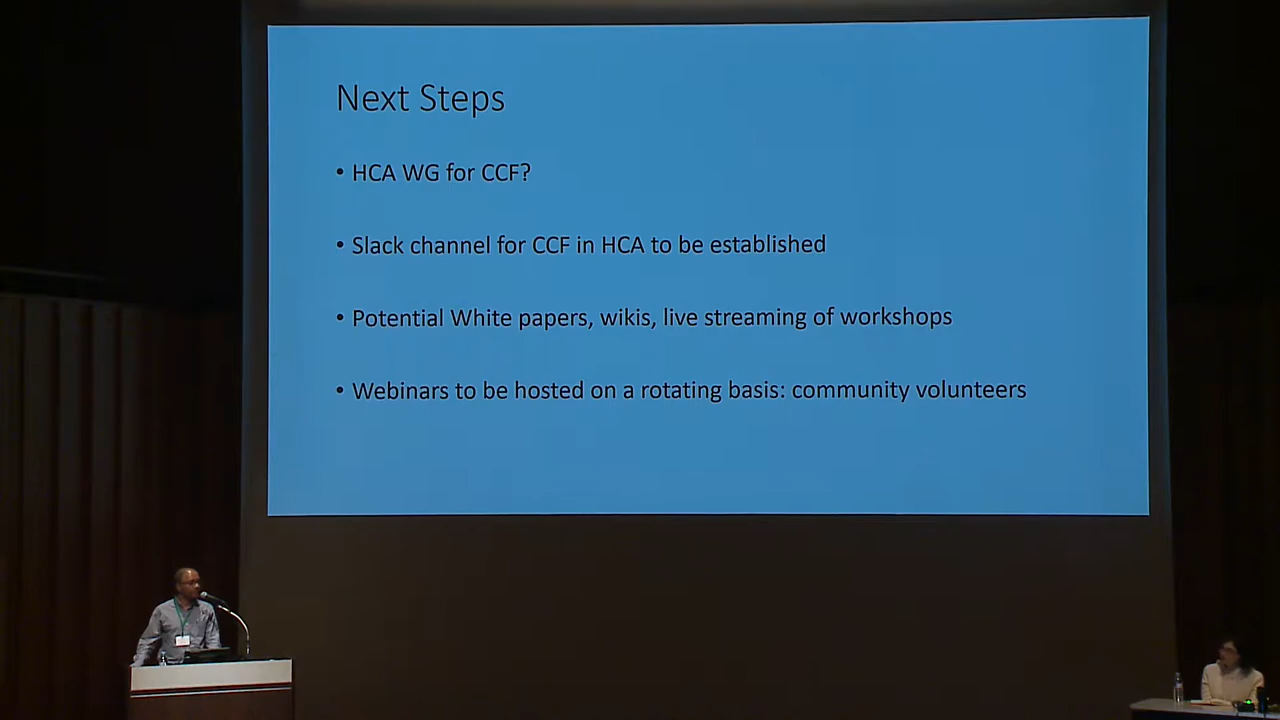 Next Steps
• HCA WG for CCF?
• Slack channel for CCF in HCA to be established
• Potential White papers, wikis, live streaming of workshops
• Webinars to be hosted on a rotating basis: community volunteers